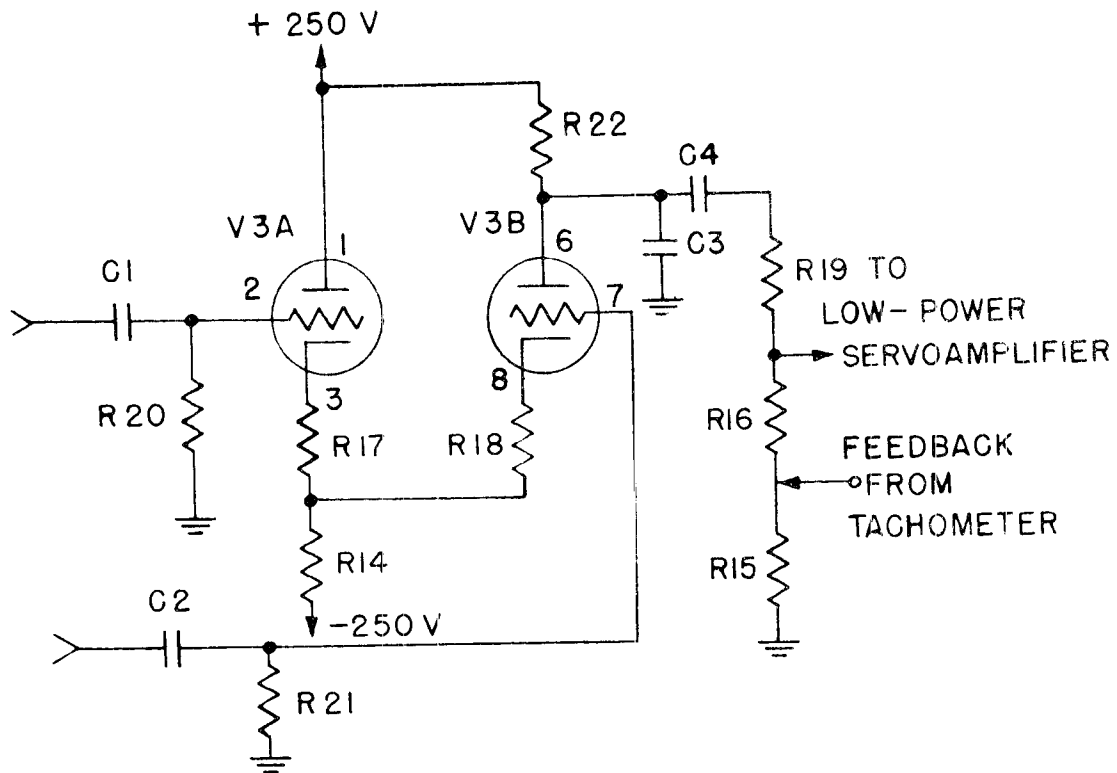 + 250 V
R22
C4
V3A
1
V3B
6
C3
C1
2
7
R19 TO
LOW-POWER
SERVOAMPLIFIER
8
3
R20
R17
R18
R16
FEEDBACK
FROM
TACHOMETER
R14
R15
C2
-250 V
R21